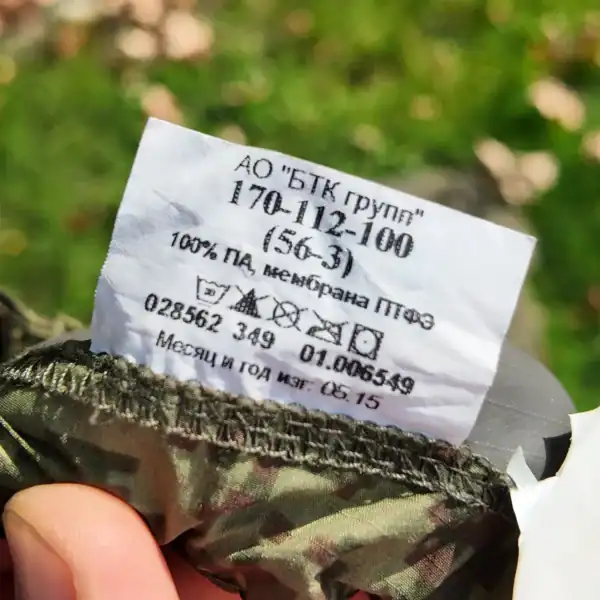 АО "БТК групп"
170-112-100
(56-3)
100% ПА, мембрана ПТФЭ
30
028562 349 01.006549
Месяц и год изг. 05.15